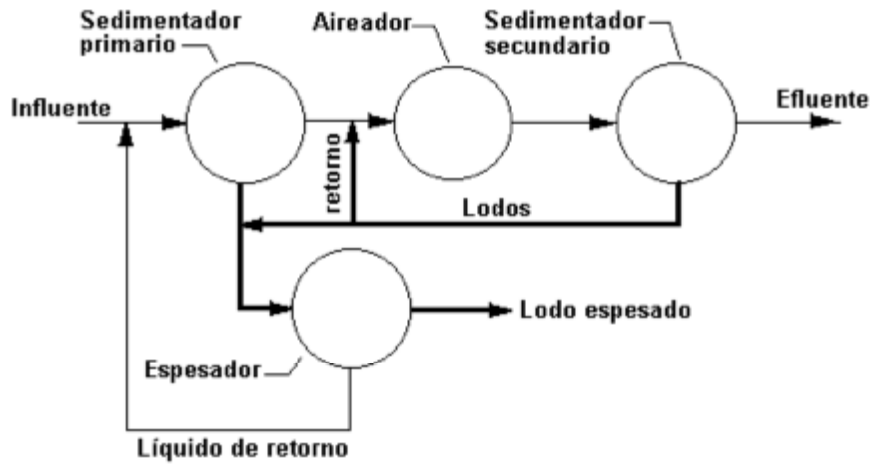 Sedimentador
primario
Aireador
Sedimentador
secundario
Influente
Efluente
retorno
Lodos
Lodo espesado
Espesador
Líquido de retorno